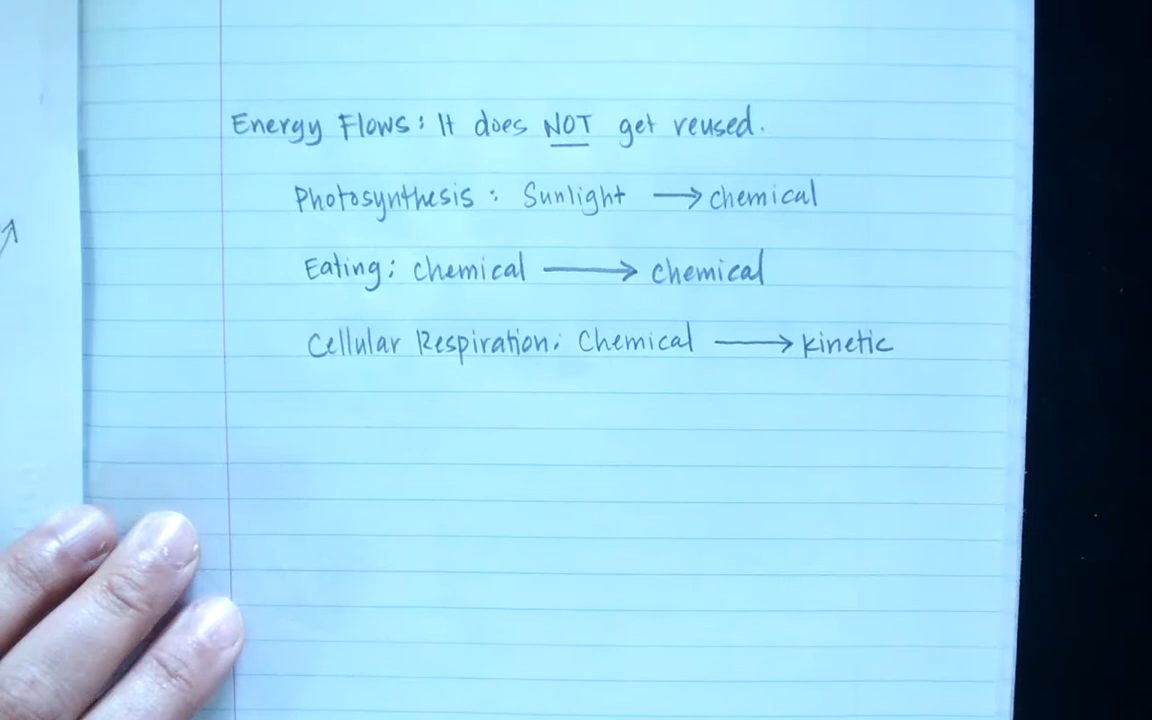 Energy Flows: It does NOT get reused.
Photosynthesis: Sunlight → chemical
Eating: chemical → chemical
Cellular Respiration: Chemical → kinetic